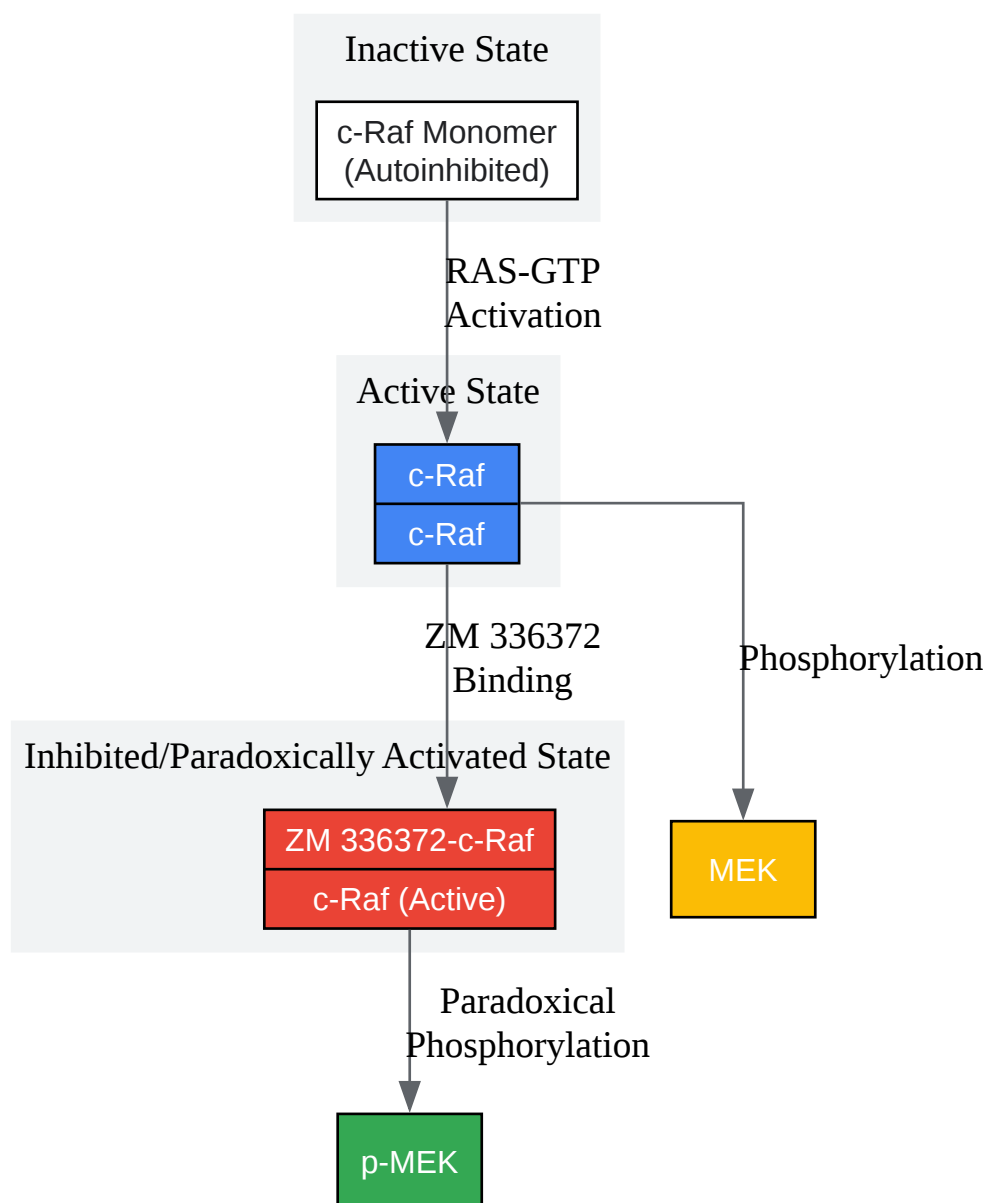 Inactive State
c-Raf Monomer
(Autoinhibited)
RAS-GTP
Activation
Active State
c-Raf
c-Raf
ZM 336372
Binding
Phosphorylation
Inhibited/Paradoxically Activated State
ZM 336372-c-Raf
c-Raf (Active)
MEK
Paradoxical
Phosphorylation
p-MEK